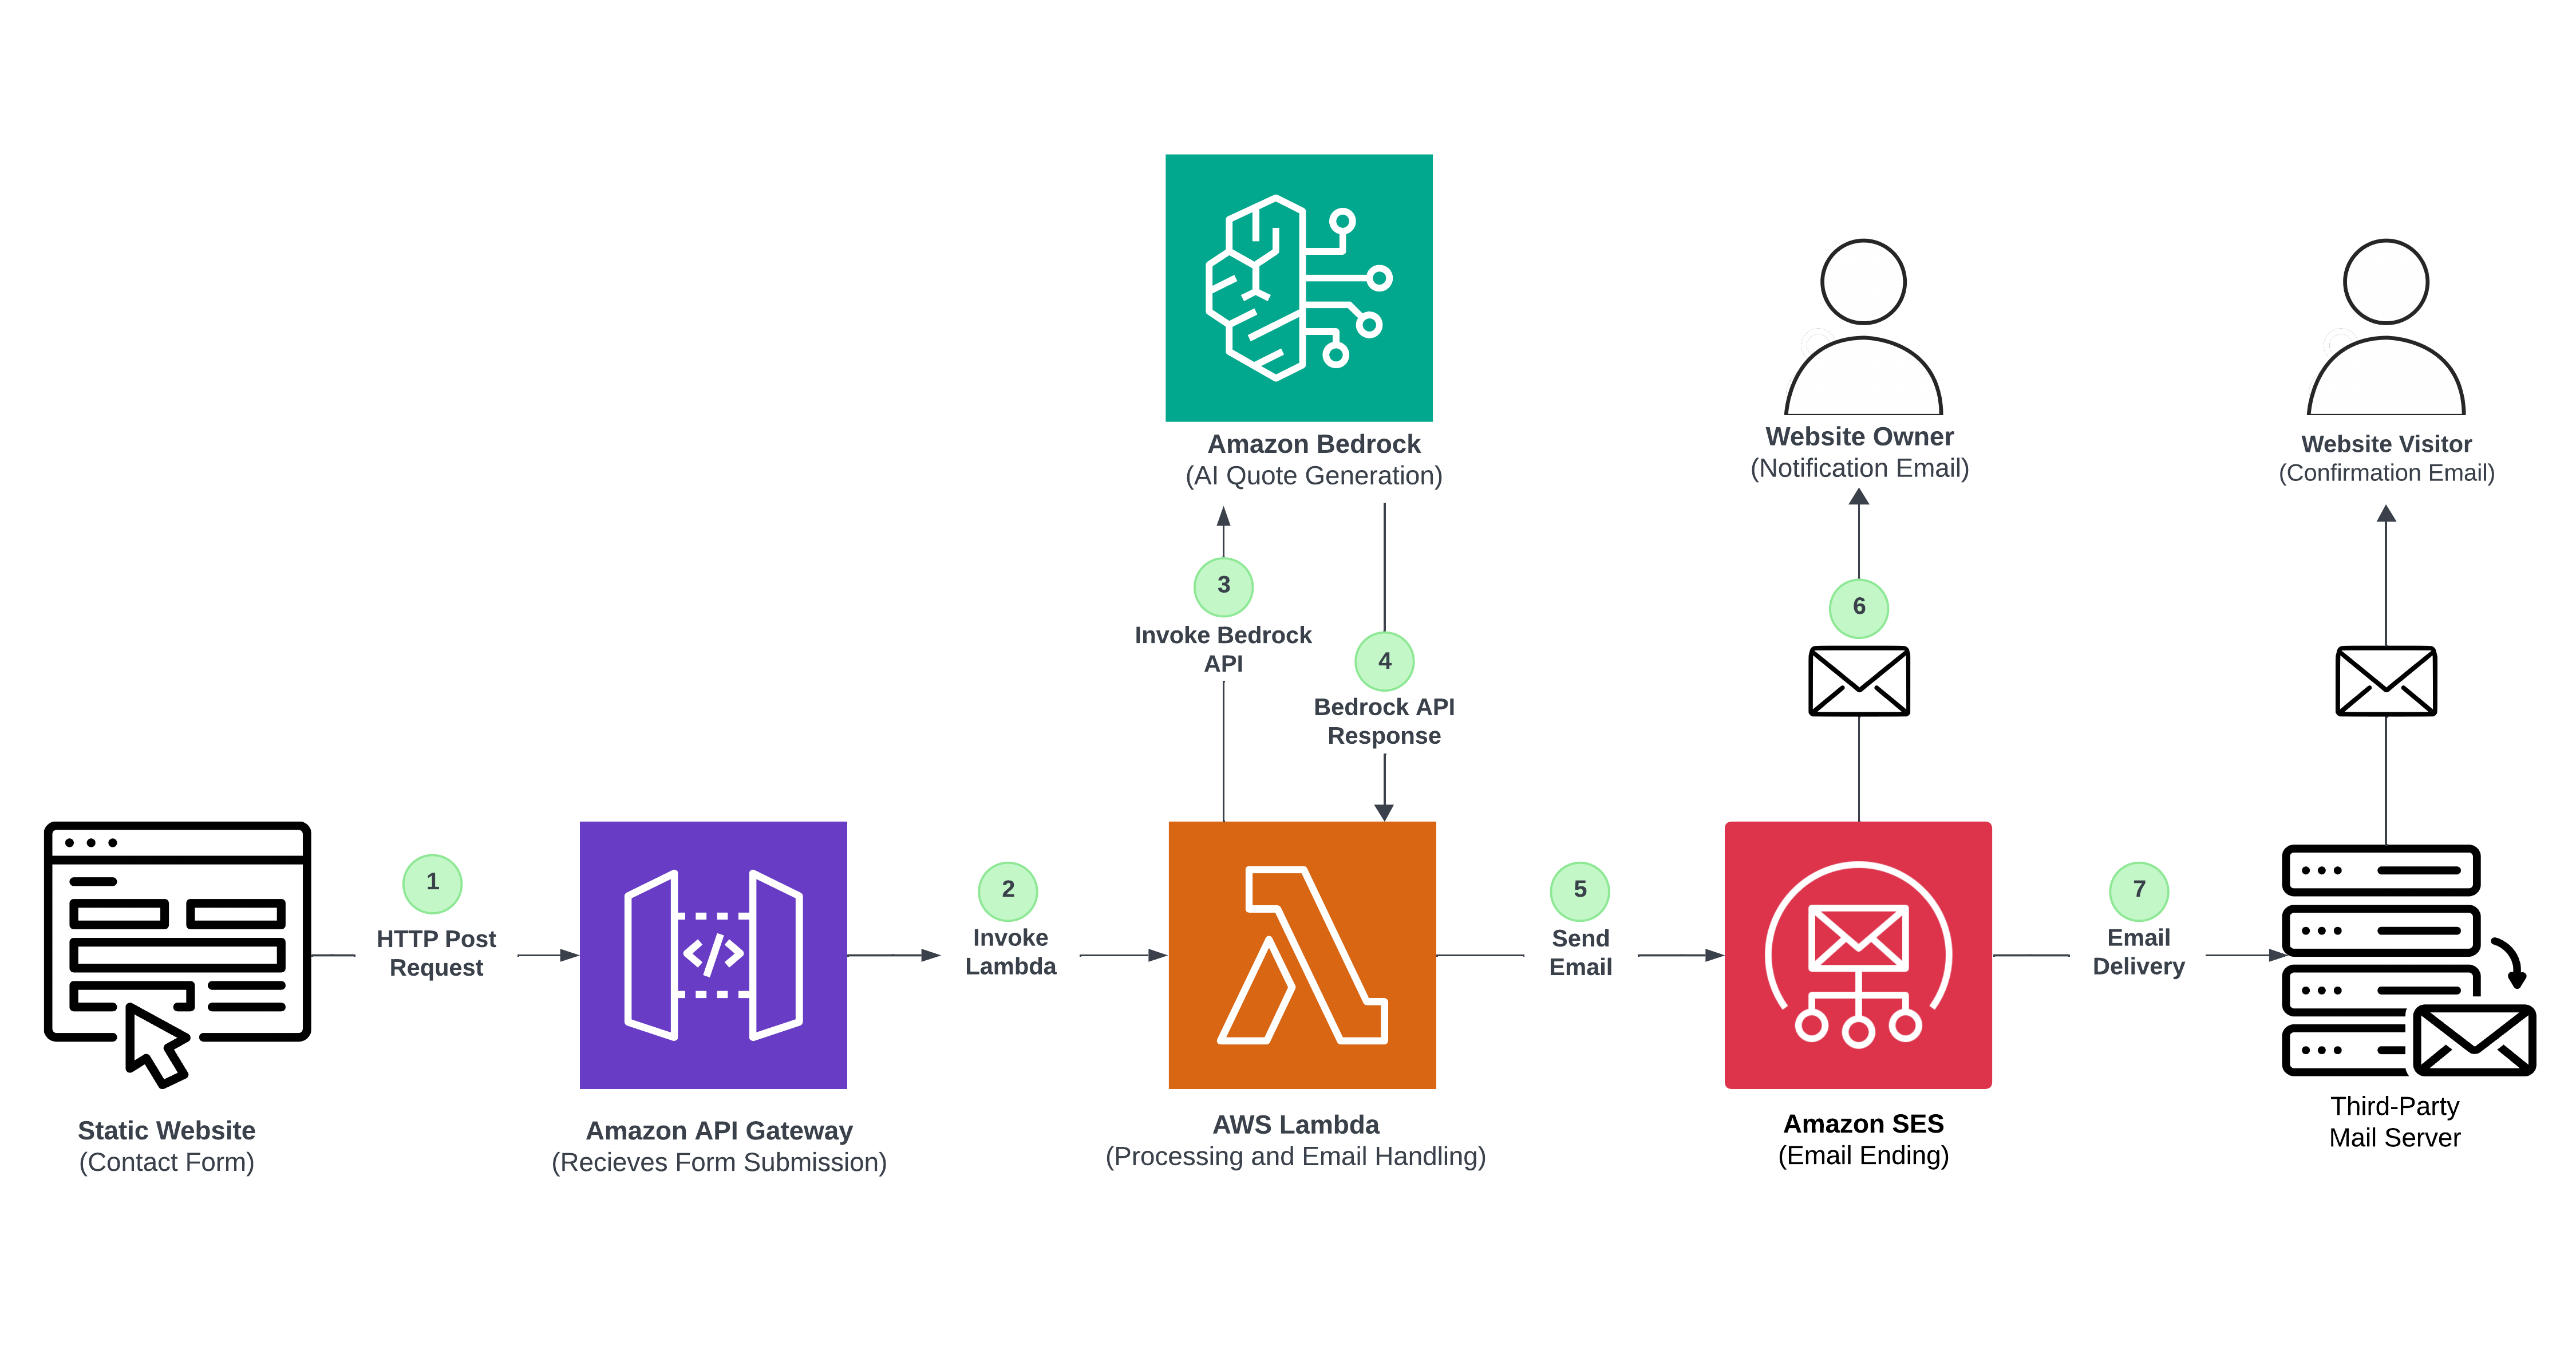 Amazon Bedrock
(AI Quote Generation)
Website Owner
(Notification Email)
Website Visitor
(Confirmation Email)
3
Invoke Bedrock
API
4
Bedrock API
Response
6
1
HTTP Post
Request
2
Invoke
Lambda
5
Send
Email
7
Email
Delivery
Static Website
(Contact Form)
Amazon API Gateway
(Recieves Form Submission)
AWS Lambda
(Processing and Email Handling)
Amazon SES
(Email Ending)
Third-Party
Mail Server